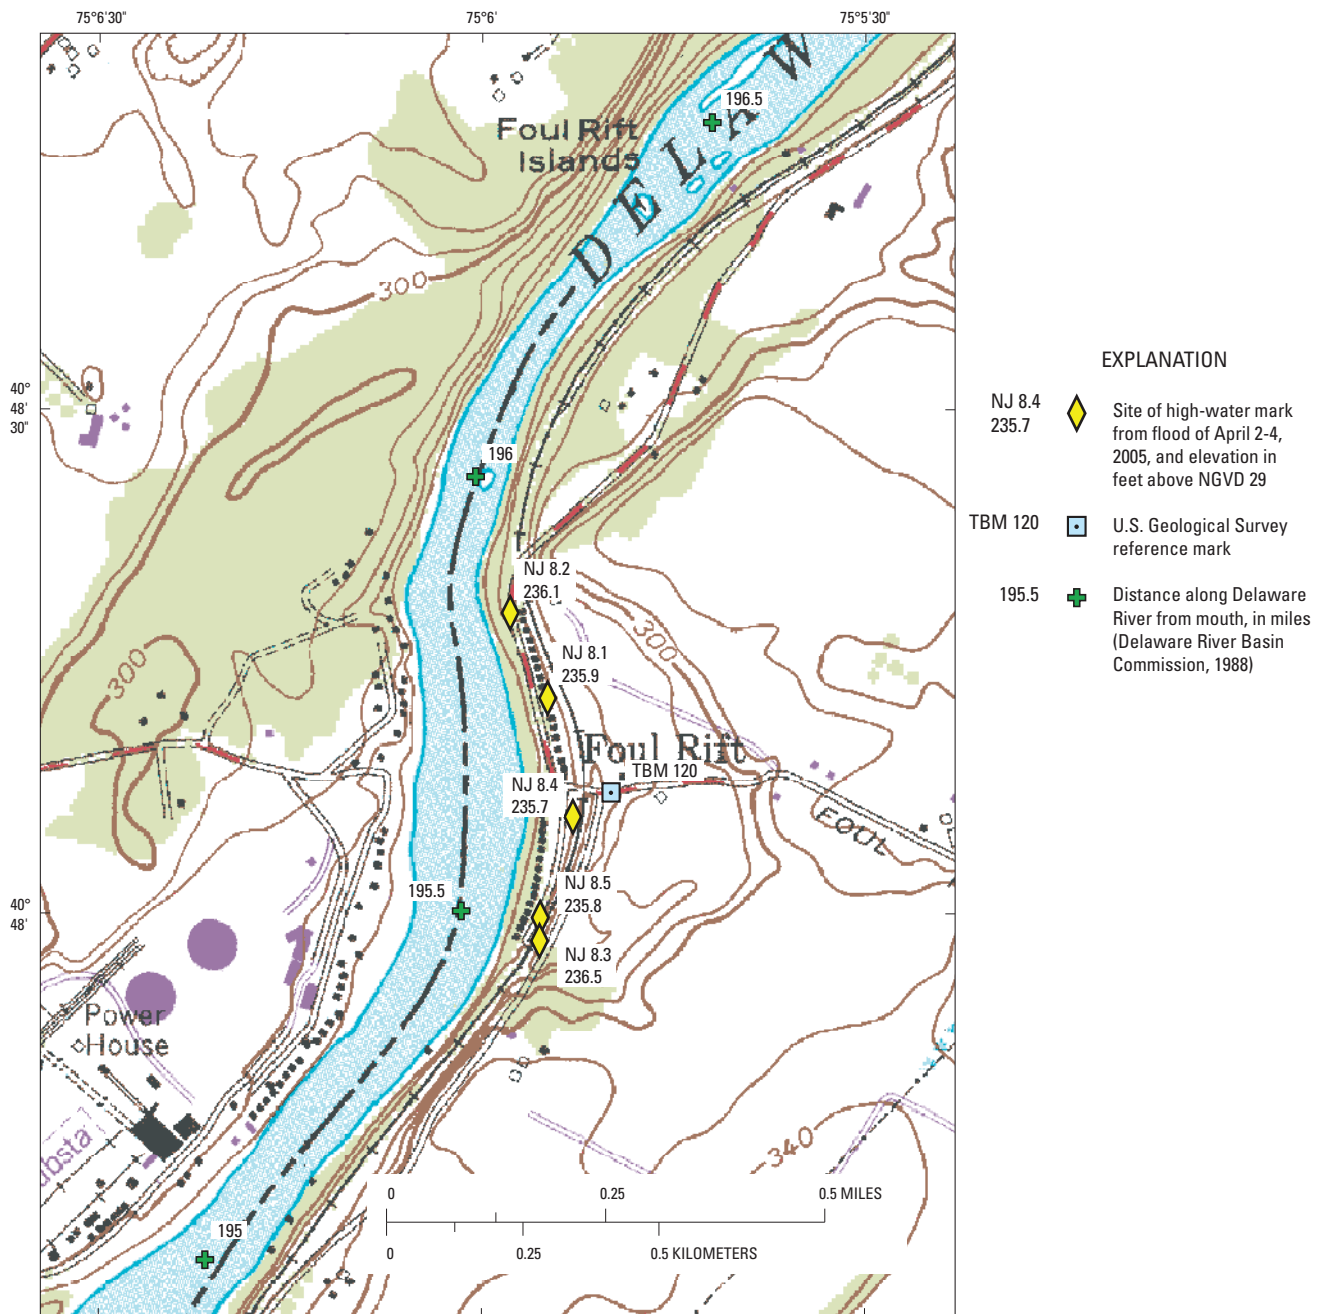 75°6'30"
75°6'
75°5'30"
196.5
Foul Rift
Islands
DELAW
300
40°
48'
30"
196
NJ 8.2
236.1
300
300
NJ 8.1
235.9
Foul Rift
TBM 120
NJ 8.4
235.7
FOUL
NJ 8.5
235.8
195.5
40°
48'
NJ 8.3
236.5
Power
House
ubsta
340
195
0
0.25
0.5 MILES
0
0.25
0.5 KILOMETERS
EXPLANATION
NJ 8.4
235.7
Site of high-water mark
from flood of April 2-4,
2005, and elevation in
feet above NGVD 29
TBM 120
U.S. Geological Survey
reference mark
195.5
Distance along Delaware
River from mouth, in miles
(Delaware River Basin
Commission, 1988)